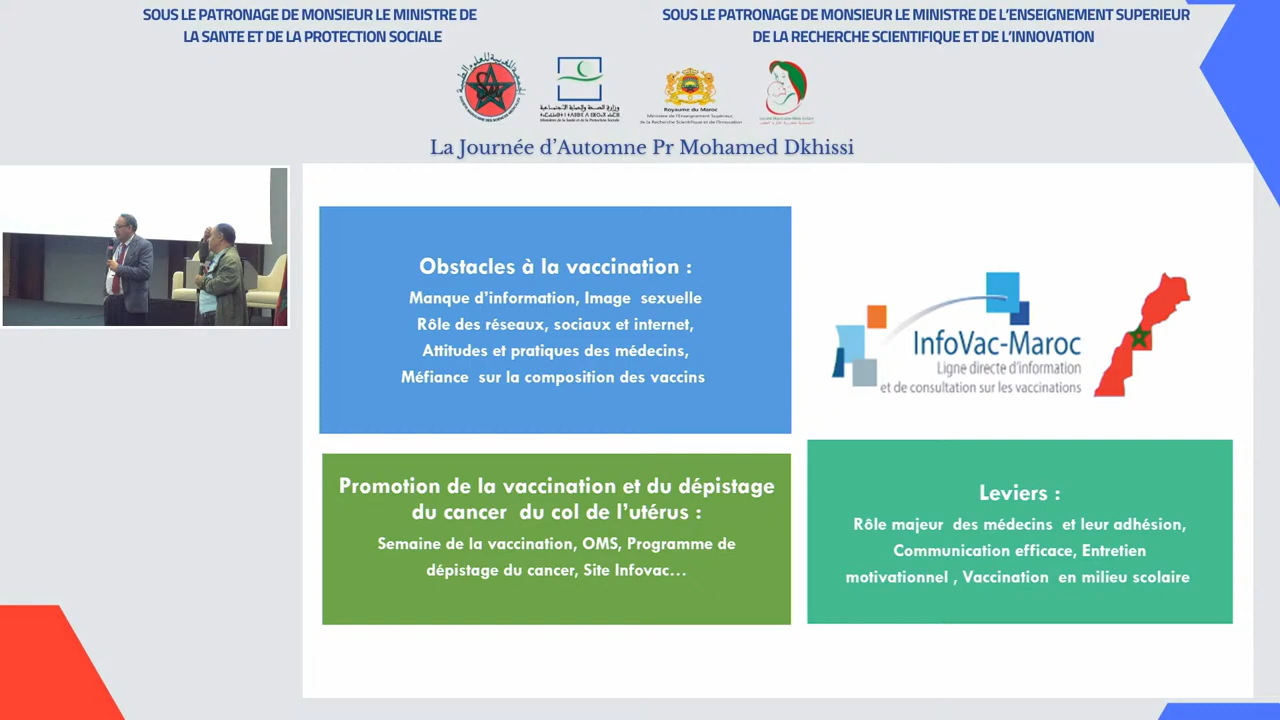 SOUS LE PATRONAGE DE MONSIEUR LE MINISTRE DE
LA SANTE ET DE LA PROTECTION SOCIALE
SOUS LE PATRONAGE DE MONSIEUR LE MINISTRE DE L'ENSEIGNEMENT SUPERIEUR
DE LA RECHERCHE SCIENTIFIQUE ET DE L'INNOVATION
Royaume du Maroc
La Journée d'Automne Pr Mohamed Dkhissi
Obstacles à la vaccination :
Manque d'information, Image sexuelle
Rôle des réseaux, sociaux et internet,
Attitudes et pratiques des médecins,
Méfiance sur la composition des vaccins
InfoVac-Maroc
Ligne directe d'information
et de consultation sur les vaccinations
Promotion de la vaccination et du dépistage
du cancer du col de l'utérus :
Semaine de la vaccination, OMS, Programme de
dépistage du cancer, Site Infovac...
Leviers :
Rôle majeur des médecins et leur adhésion,
Communication efficace, Entretien
motivationnel , Vaccination en milieu scolaire